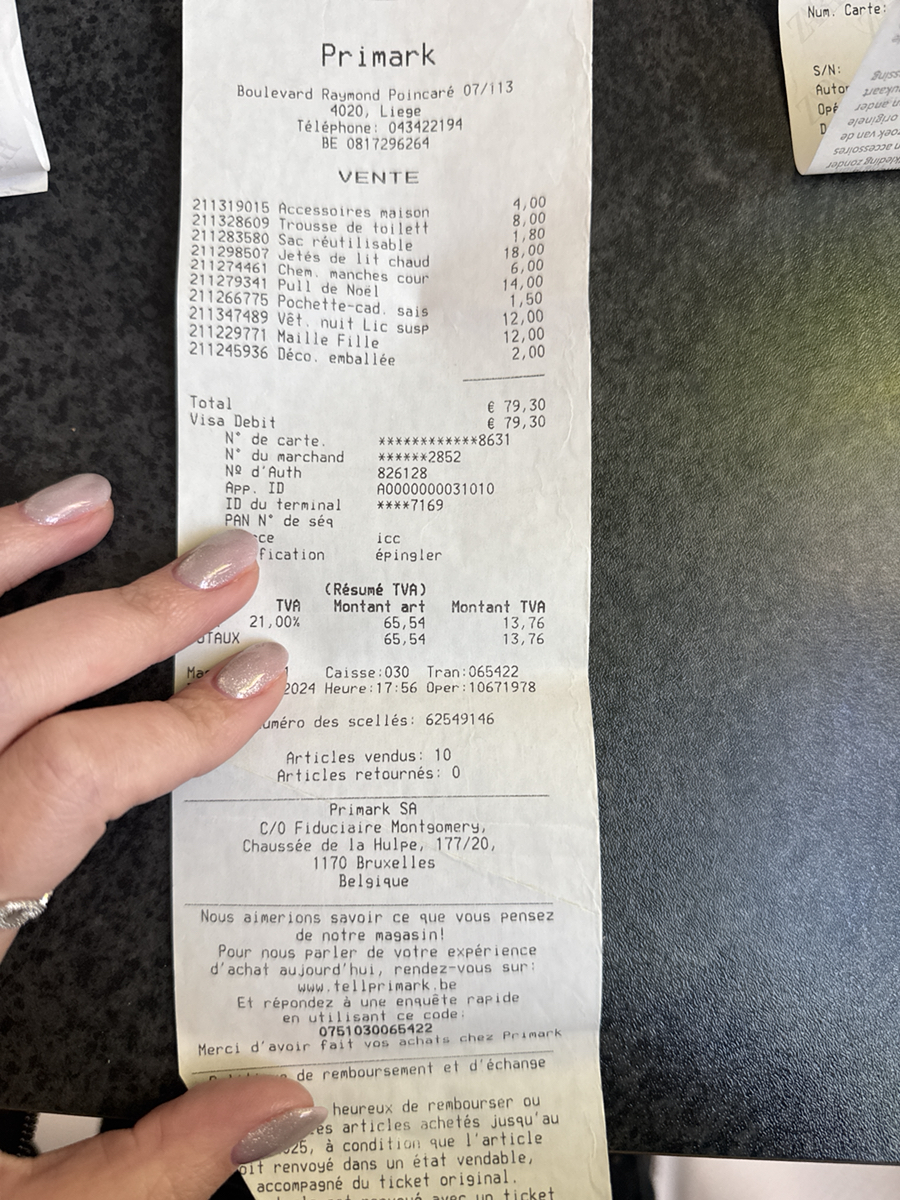 Primark
Boulevard Raymond Poincaré 07/i13
4020, Liege
Téléphone: 043422194
BE 0817296264
VENTE
211319015 Accessoires maison 4,00
211328609 Trousse de toilett 8,00
211283580 Sac réutilisable 1,80
211298507 Jetés de lit chaud 18,00
211274461 Chem. manches cour 6,00
211279341 Pull de Noël 14,00
211266775 Pochette-cad. sais 1,50
211347489 Vêt. nuit Lic susp 12,00
211229771 Maille Fille 12,00
211245936 Déco. emballée 2,00
Total € 79,30
Visa Debit € 79,30
N° de carte. ************8631
N° du marchand ******2852
Nº d'Auth 826128
App. ID A0000000031010
ID du terminal ****7169
PAN N° de séq
icc
fication épingler
(Résumé TVA)
TVA Montant art Montant TVA
21,00% 65,54 13,76
OTAUX 65,54 13,76
Caisse:030 Tran:065422
2024 Heure:17:56 Oper:10671978
uméro des scellés: 62549146
Articles vendus: 10
Articles retournés: 0
Primark SA
C/O Fiduciaire Montgomery,
Chaussée de la Hulpe, 177/20,
1170 Bruxelles
Belgique
Nous aimerions savoir ce que vous pensez
de notre magasin!
Pour nous parler de votre expérience
d'achat aujourd'hui, rendez-vous sur:
www.tellprimark.be
Et répondez à une enquête rapide
en utilisant ce code:
0751030065422
Merci d'avoir fait vos achats chez Primark
de remboursement et d'échange
heureux de rembourser ou
es articles achetés jusqu'au
25, à condition que l'article
oit renvoyé dans un état vendable,
accompagné du ticket original.
renvoyé avec un ticket
Num. Carte:
S/N: